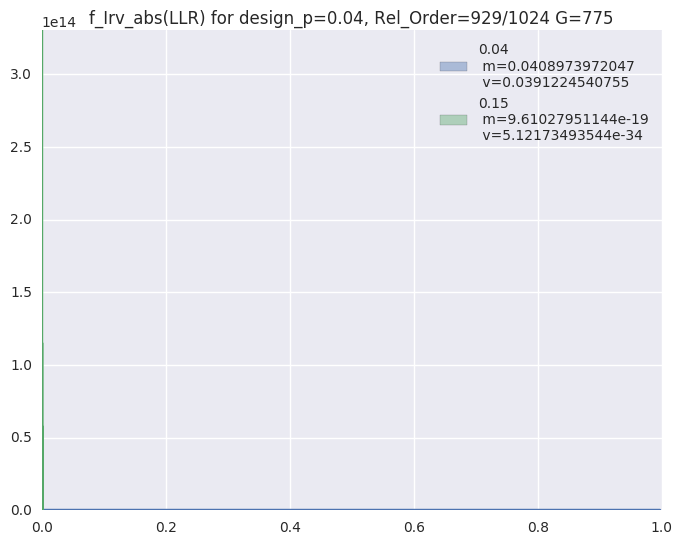 f_Irv_abs(LLR) for design_p=0.04, Rel_Order=929/1024 G=775
1e14
0.04
m=0.0408973972047
v=0.0391224540755
0.15
m=9.61027951144e-19
v=5.12173493544e-34
3.0
2.5
2.0
1.5
1.0
0.5
0.0
0.0 0.2 0.4 0.6 0.8 1.0